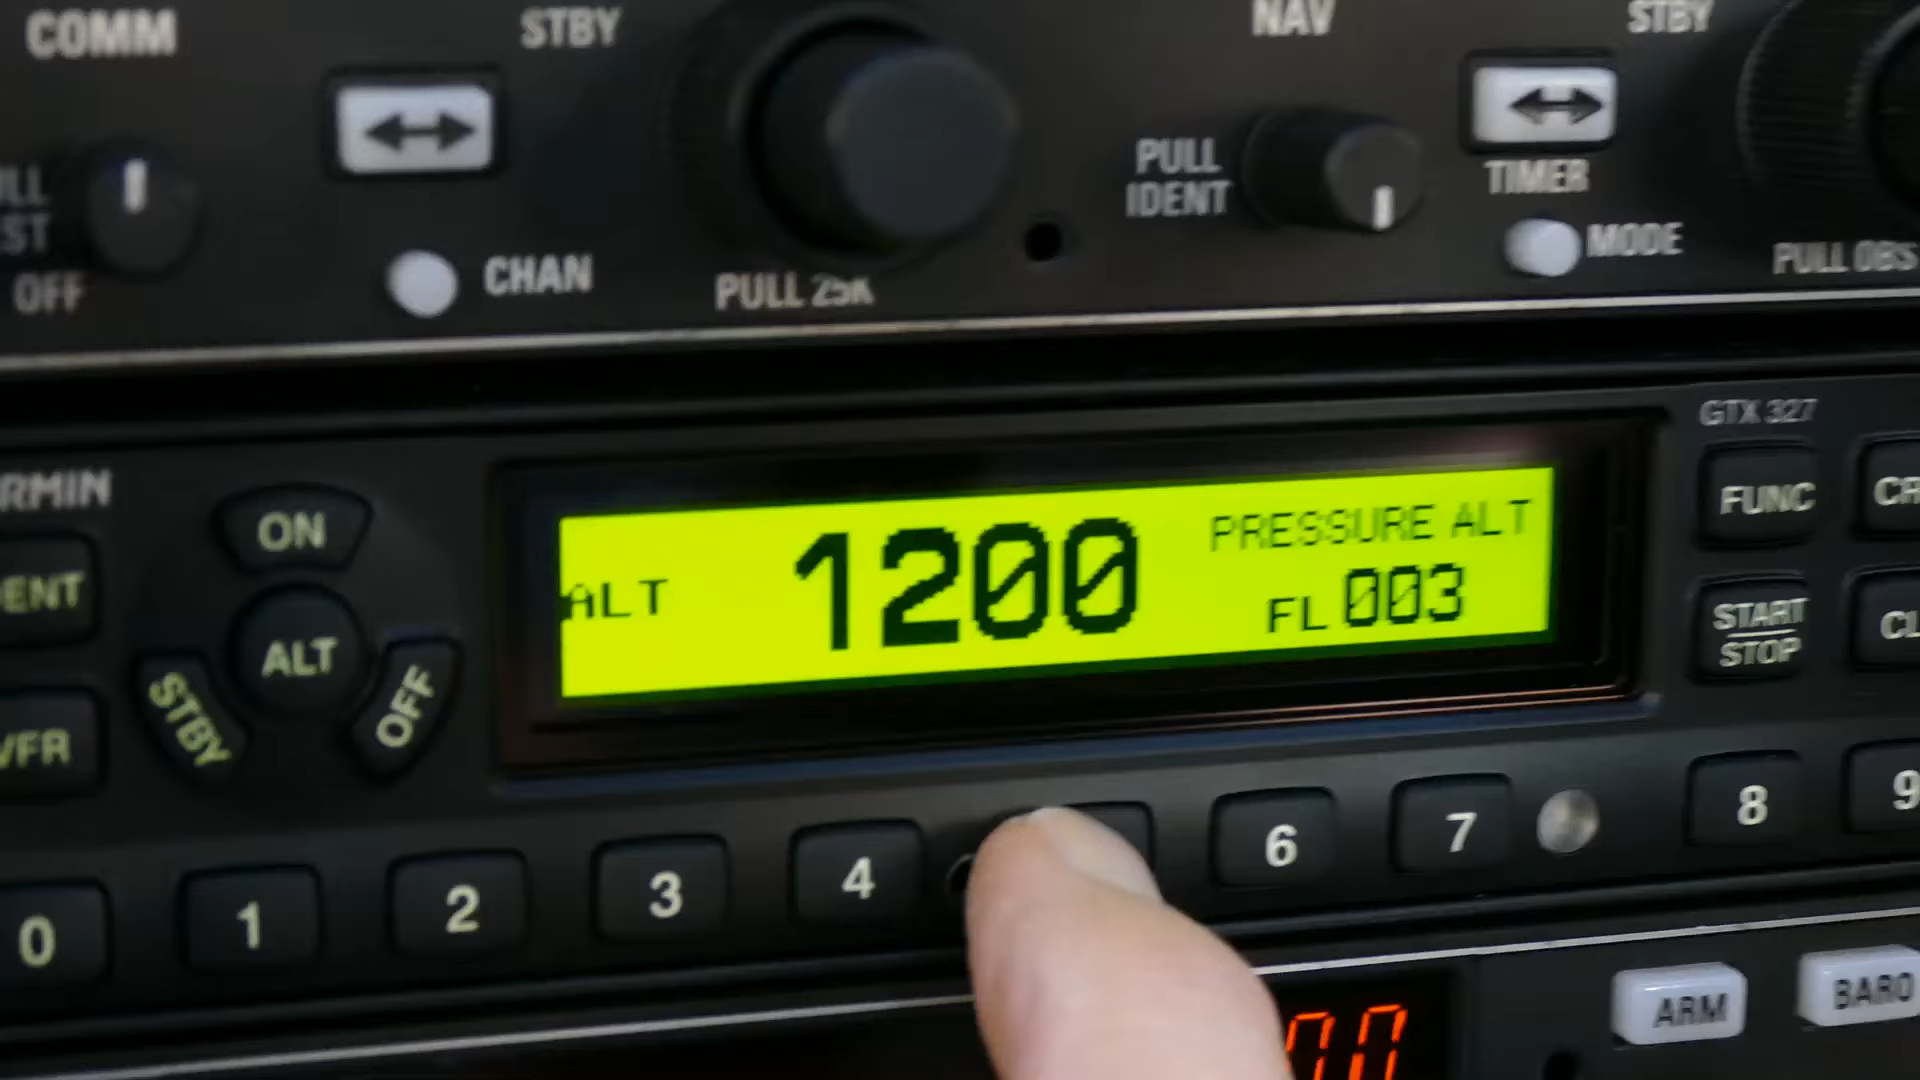 COMM
STBY
NAV
STBY
PULL
IDENT
TIMER
MODE
CHAN
OFF
PULL 25K
PULL OBS
GTX 327
RMIN
ON
ALT
STBY
OFF
ENT
VFR
ALT
1200
PRESSURE ALT
FL 003
FUNC
CR
START
STOP
CL
0 1 2 3 4 6 7 8 9
ARM
BARO
00